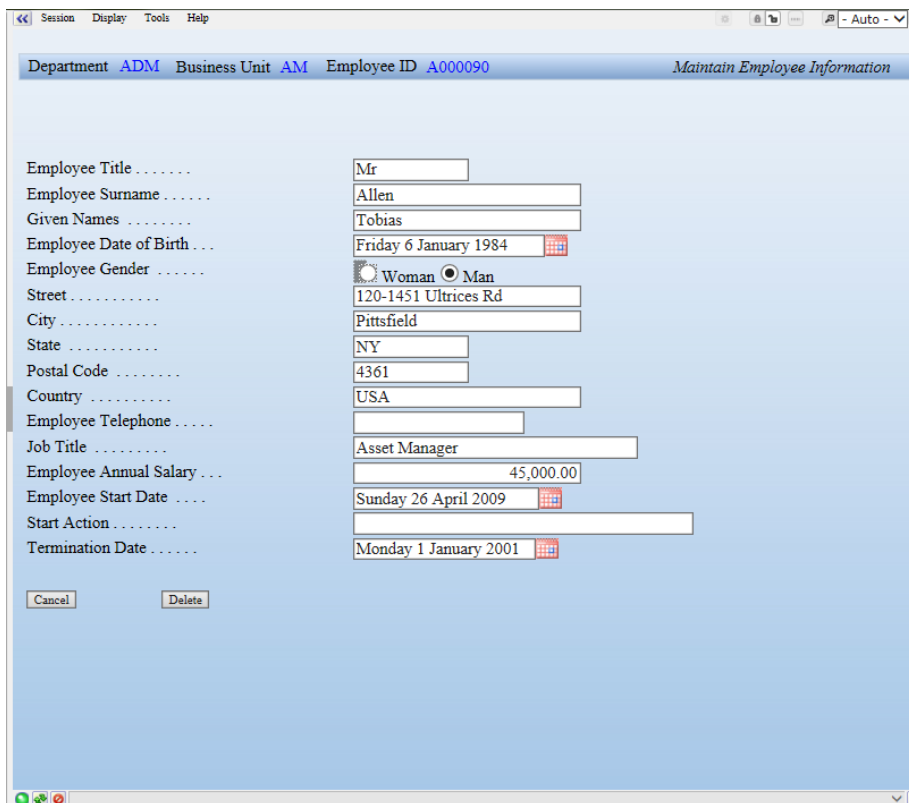 Session Display Tools Help - Auto -
Department ADM Business Unit AM Employee ID A000090 Maintain Employee Information
Employee Title . . . . . . . Mr
Employee Surname . . . . . . Allen
Given Names . . . . . . . . Tobias
Employee Date of Birth . . . Friday 6 January 1984
Employee Gender . . . . . . Woman Man
Street . . . . . . . . . . . 120-1451 Ultrices Rd
City . . . . . . . . . . . . Pittsfield
State . . . . . . . . . . . NY
Postal Code . . . . . . . . 4361
Country . . . . . . . . . . USA
Employee Telephone . . . . .
Job Title . . . . . . . . . Asset Manager
Employee Annual Salary . . . 45,000.00
Employee Start Date . . . . Sunday 26 April 2009
Start Action . . . . . . . .
Termination Date . . . . . . Monday 1 January 2001
Cancel Delete